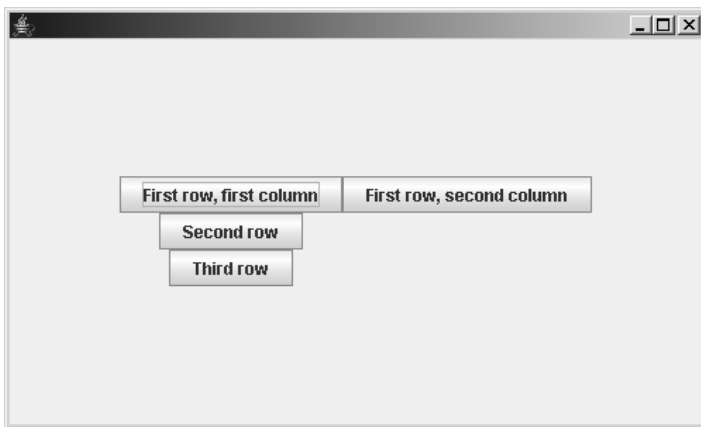 First row, first column
First row, second column
Second row
Third row